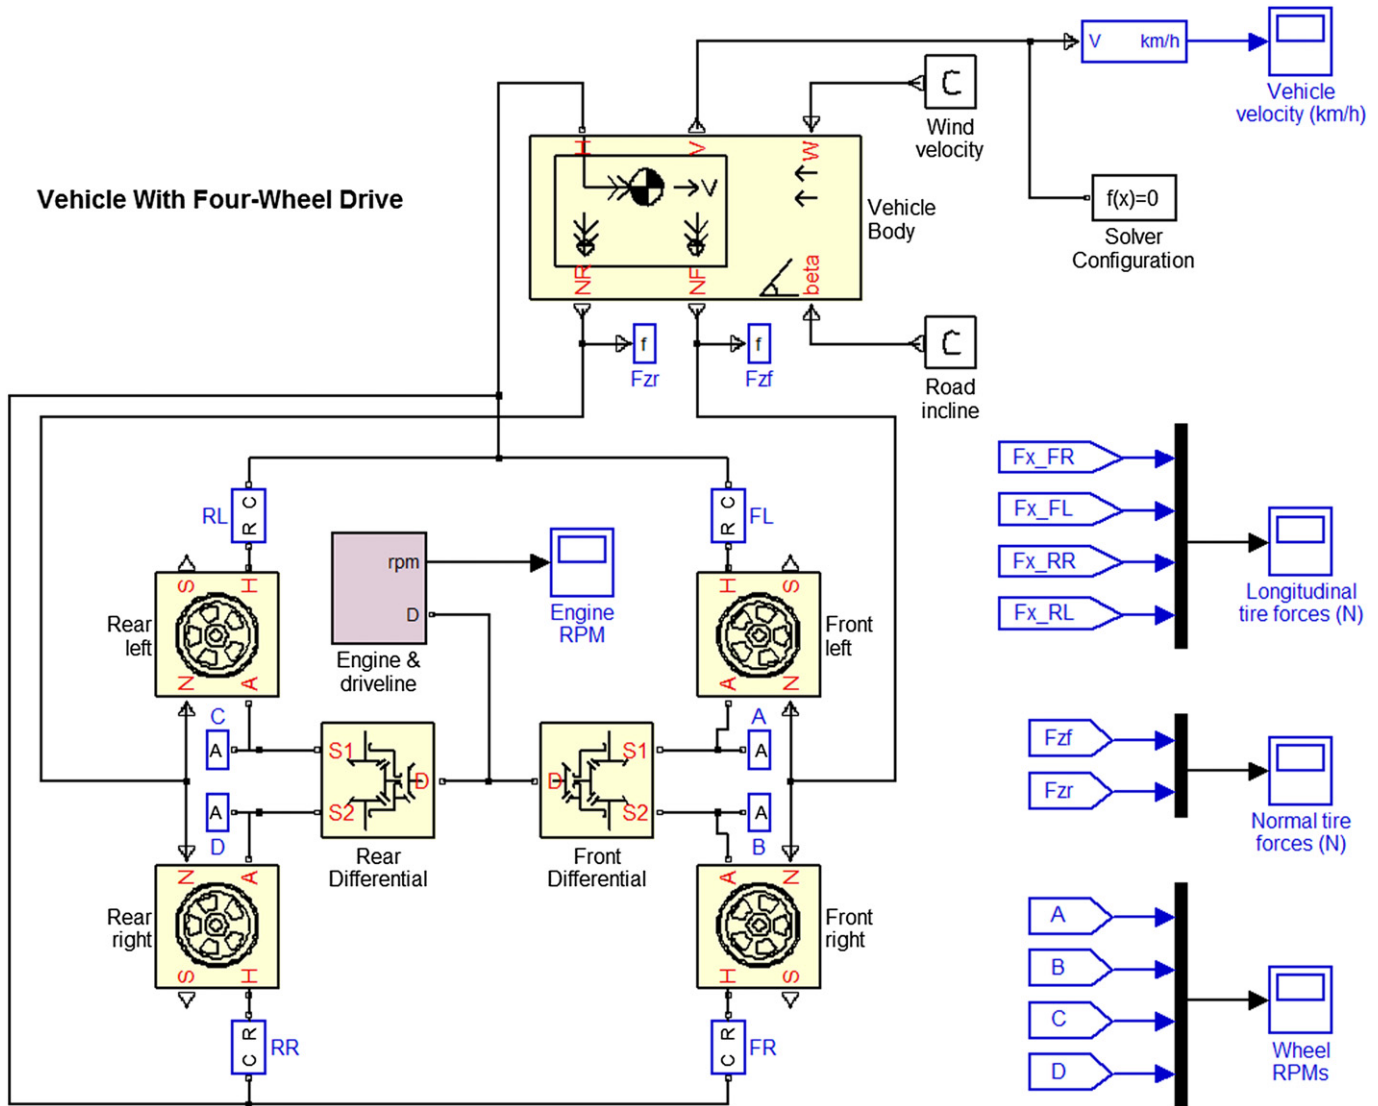 V km/h
Vehicle
velocity (km/h)
C
Wind
velocity
H V W
V
Vehicle With Four-Wheel Drive
f(x)=0
Solver
Configuration
Vehicle
Body
NR NF beta
f
Fzr
f
Fzf
C
Road
incline
Fx_FR
Fx_FL
Fx_RR
Fx_RL
Longitudinal
tire forces (N)
RL
R C
R C
FL
rpm
D
Engine
RPM
Engine &
driveline
S H
Rear
left
N A
H S
Front
left
A N
C
A
D
A
S1
S2
D
Rear
Differential
D
S1
S2
Front
Differential
A
A
B
A
Fzf
Fzr
Normal tire
forces (N)
N A
Rear
right
S H
A N
Front
right
H S
C R
RR
C R
FR
A
B
C
D
Wheel
RPMs